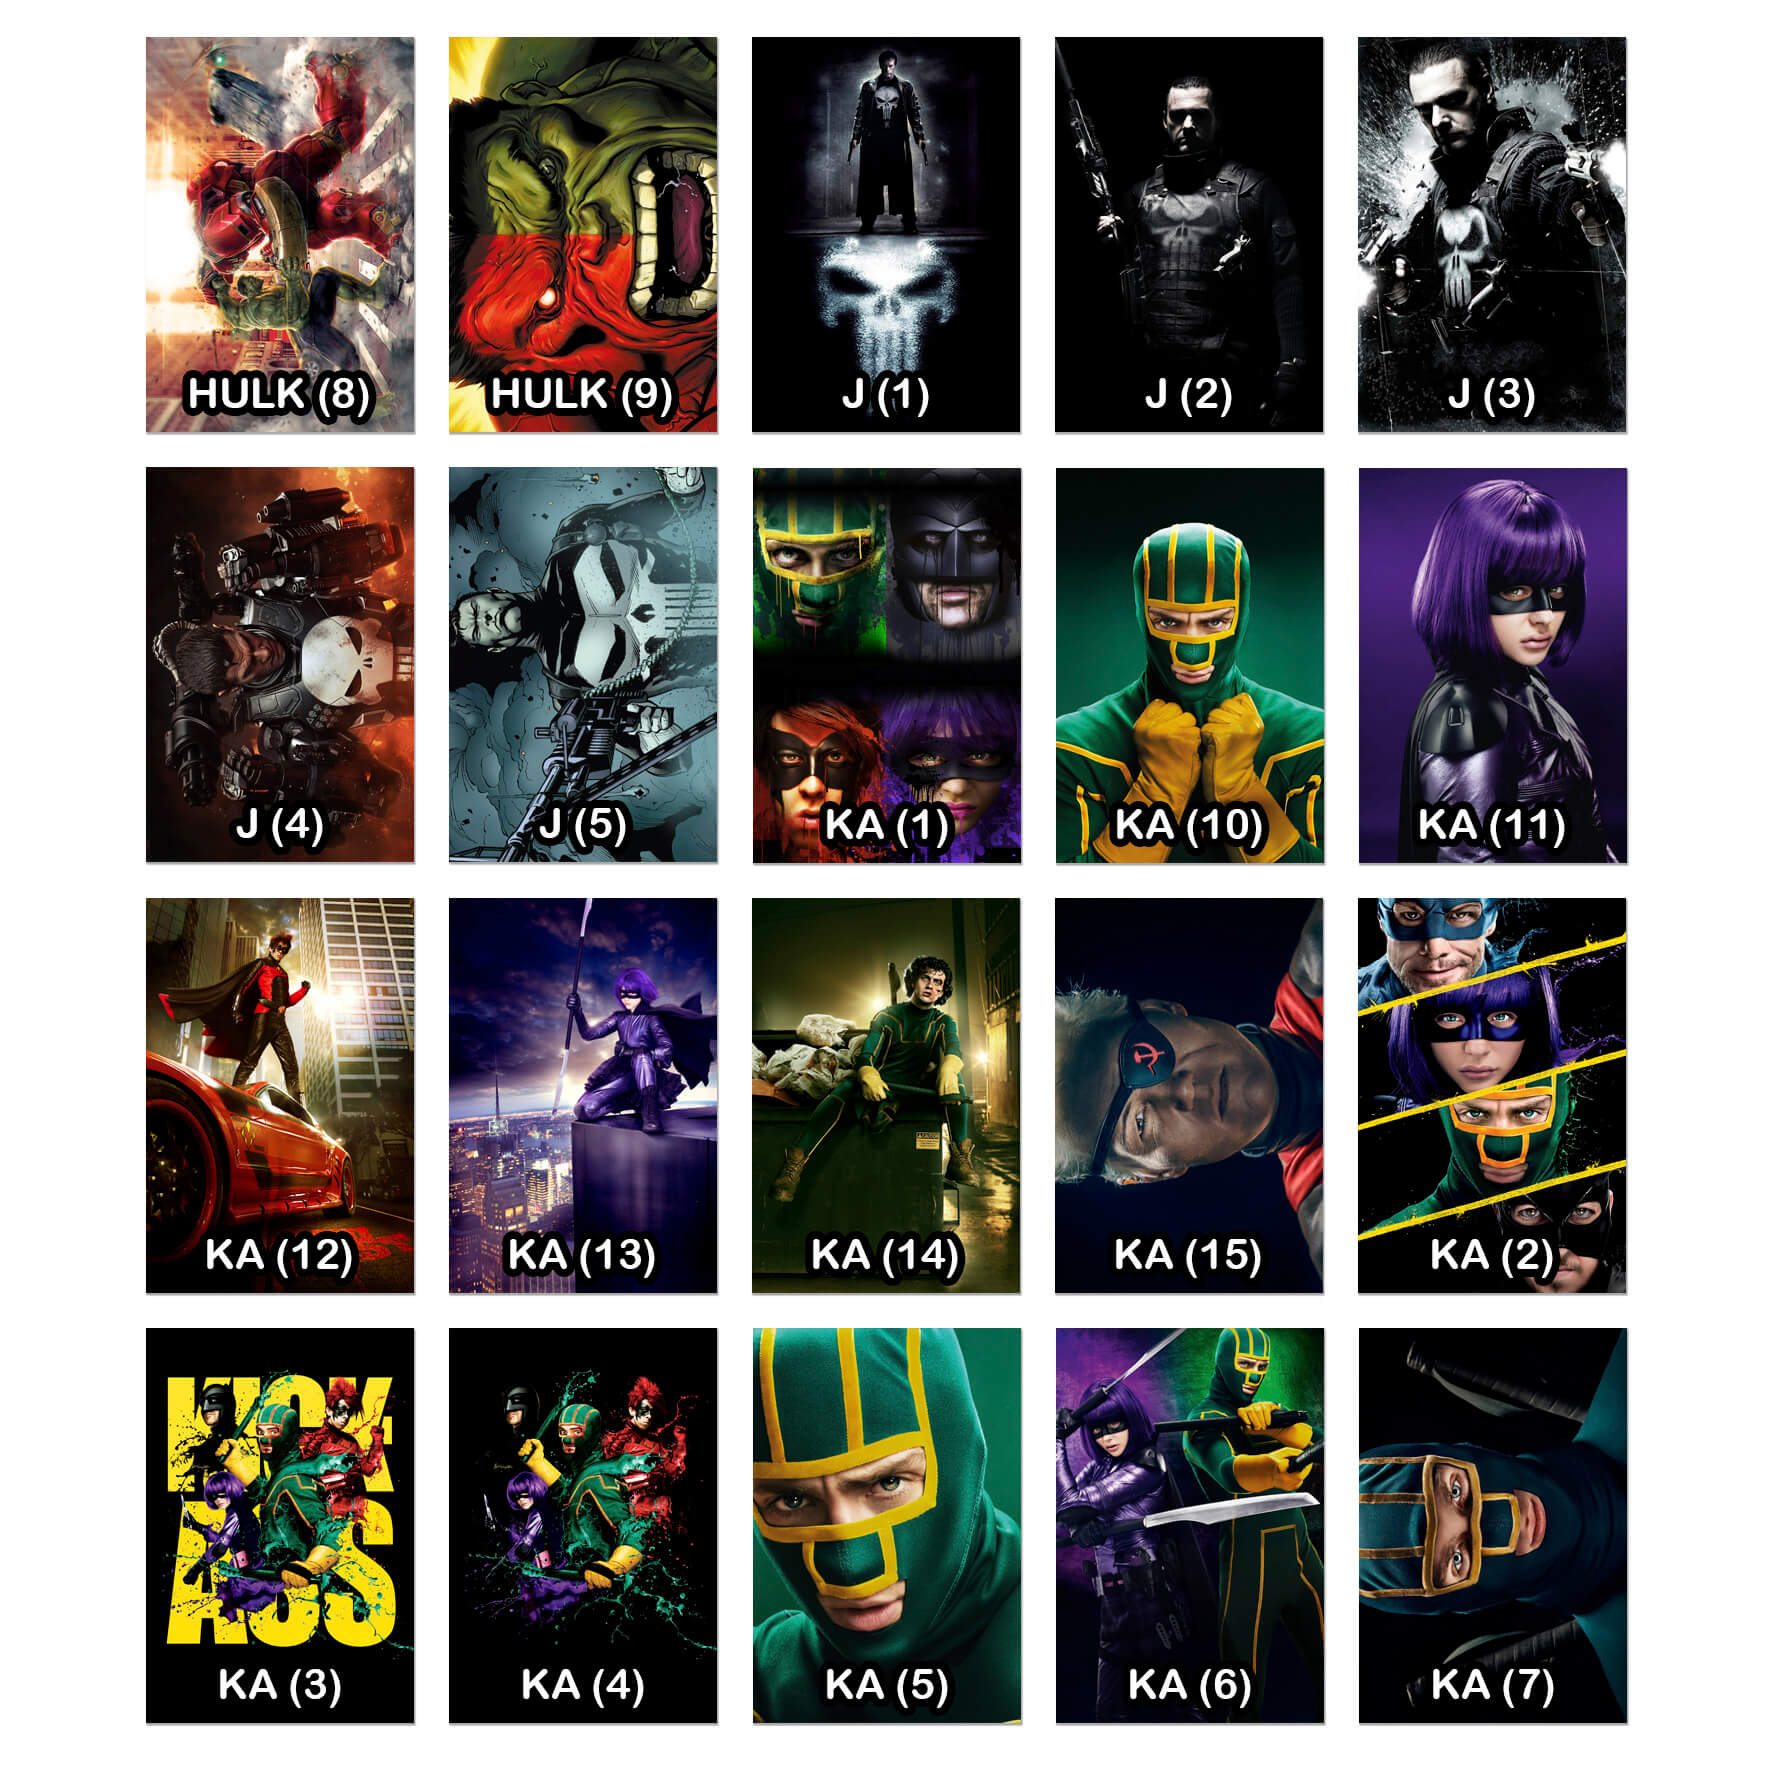 HULK (8)
HULK (9)
J (1)
J (2)
J (3)
J (4)
J (5)
KA (1)
KA (10)
KA (11)
KA (12)
KA (13)
KA (14)
KA (15)
KA (2)
KICK
ASS
KA (3)
KA (4)
KA (5)
KA (6)
KA (7)